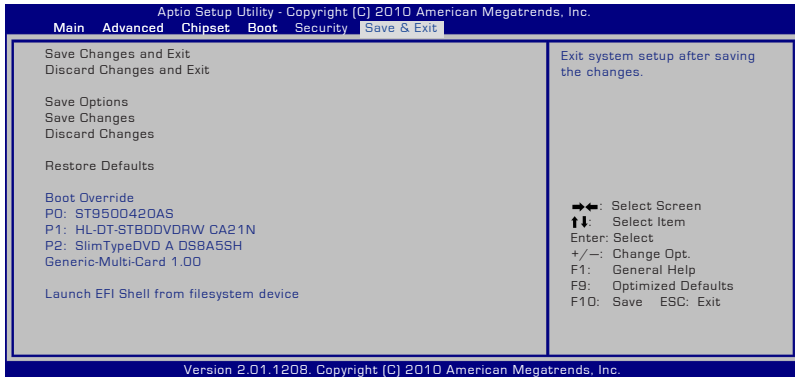 Aptio Setup Utility - Copyright (C) 2010 American Megatrends, Inc.
Main Advanced Chipset Boot Security Save & Exit
Save Changes and Exit
Discard Changes and Exit
Save Options
Save Changes
Discard Changes
Restore Defaults
Boot Override
P0: ST9500420AS
P1: HL-DT-STBDDVDRW CA21N
P2: SlimTypeDVD A DS8A5SH
Generic-Multi-Card 1.00
Launch EFI Shell from filesystem device
Exit system setup after saving
the changes.
→←: Select Screen
↑↓: Select Item
Enter: Select
+/—: Change Opt.
F1: General Help
F9: Optimized Defaults
F10: Save ESC: Exit
Version 2.01.1208. Copyright (C) 2010 American Megatrends, Inc.